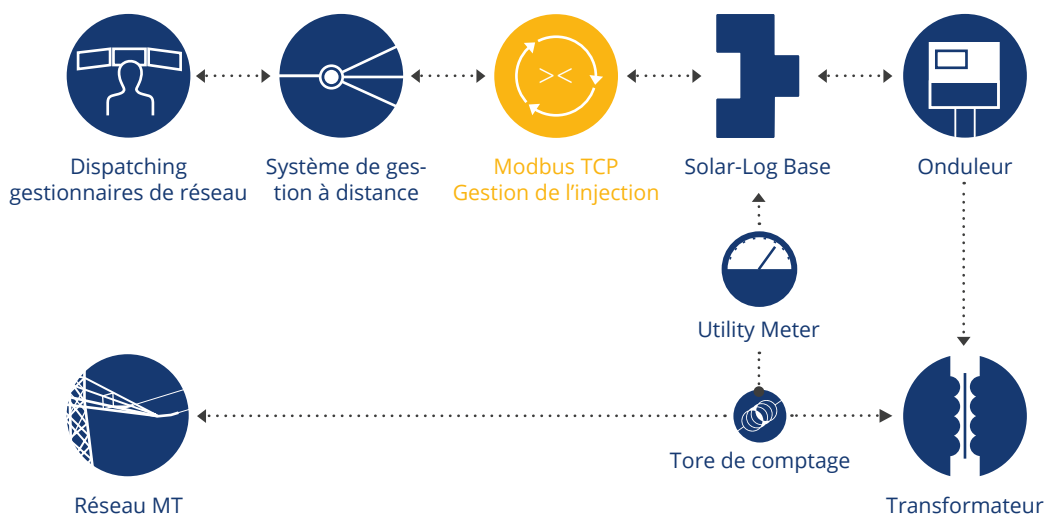 Dispatching
gestionnaires de réseau
Système de ges-
tion à distance
Modbus TCP
Gestion de l’injection
Solar-Log Base
Onduleur
Utility Meter
Tore de comptage
Réseau MT
Transformateur